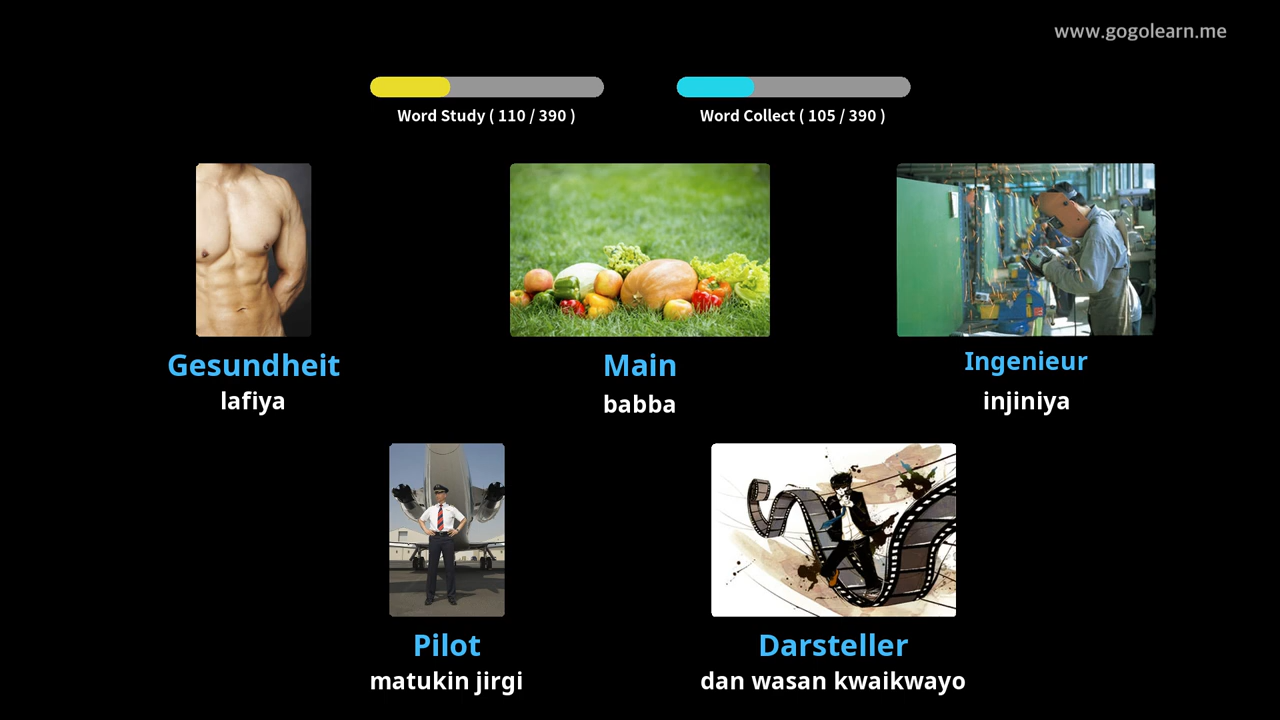 www.gogolearn.me
Word Study ( 110 / 390 )
Word Collect ( 105 / 390 )
Gesundheit
lafiya
Main
babba
Ingenieur
injiniya
Pilot
matukin jirgi
Darsteller
dan wasan kwaikwayo